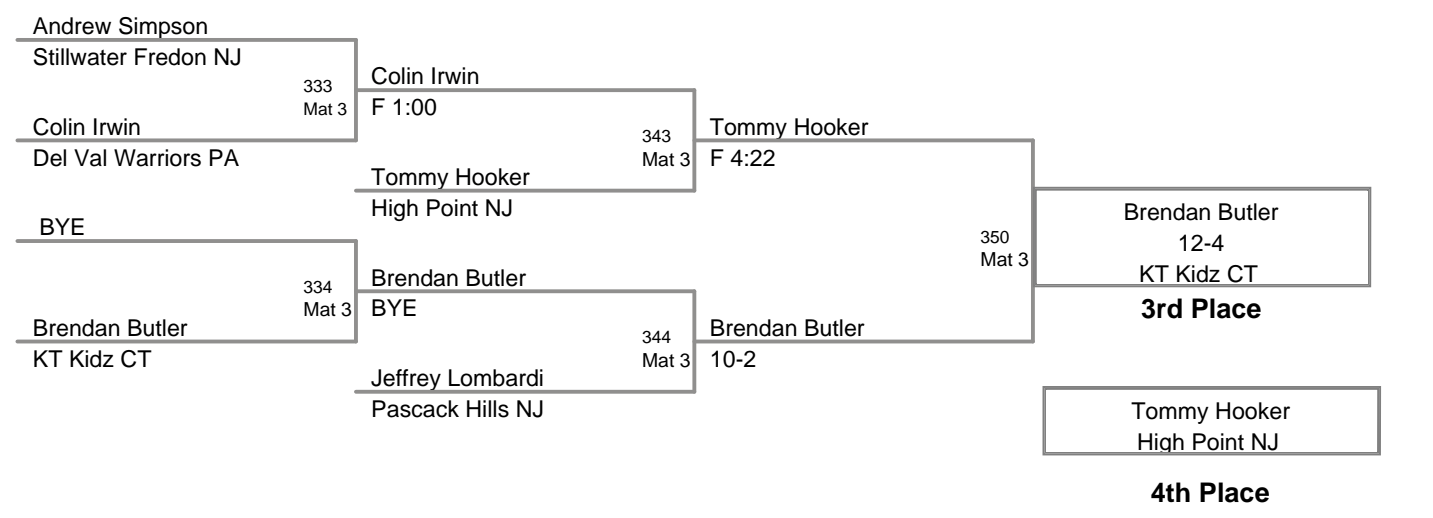 Andrew Simpson
Stillwater Fredon NJ
333
Mat 3
Colin Irwin
F 1:00
Colin Irwin
Del Val Warriors PA
343
Mat 3
Tommy Hooker
F 4:22
Tommy Hooker
High Point NJ
BYE
334
Mat 3
Brendan Butler
BYE
Brendan Butler
KT Kidz CT
344
Mat 3
Brendan Butler
10-2
Jeffrey Lombardi
Pascack Hills NJ
350
Mat 3
Brendan Butler
12-4
KT Kidz CT
3rd Place
Tommy Hooker
High Point NJ
4th Place